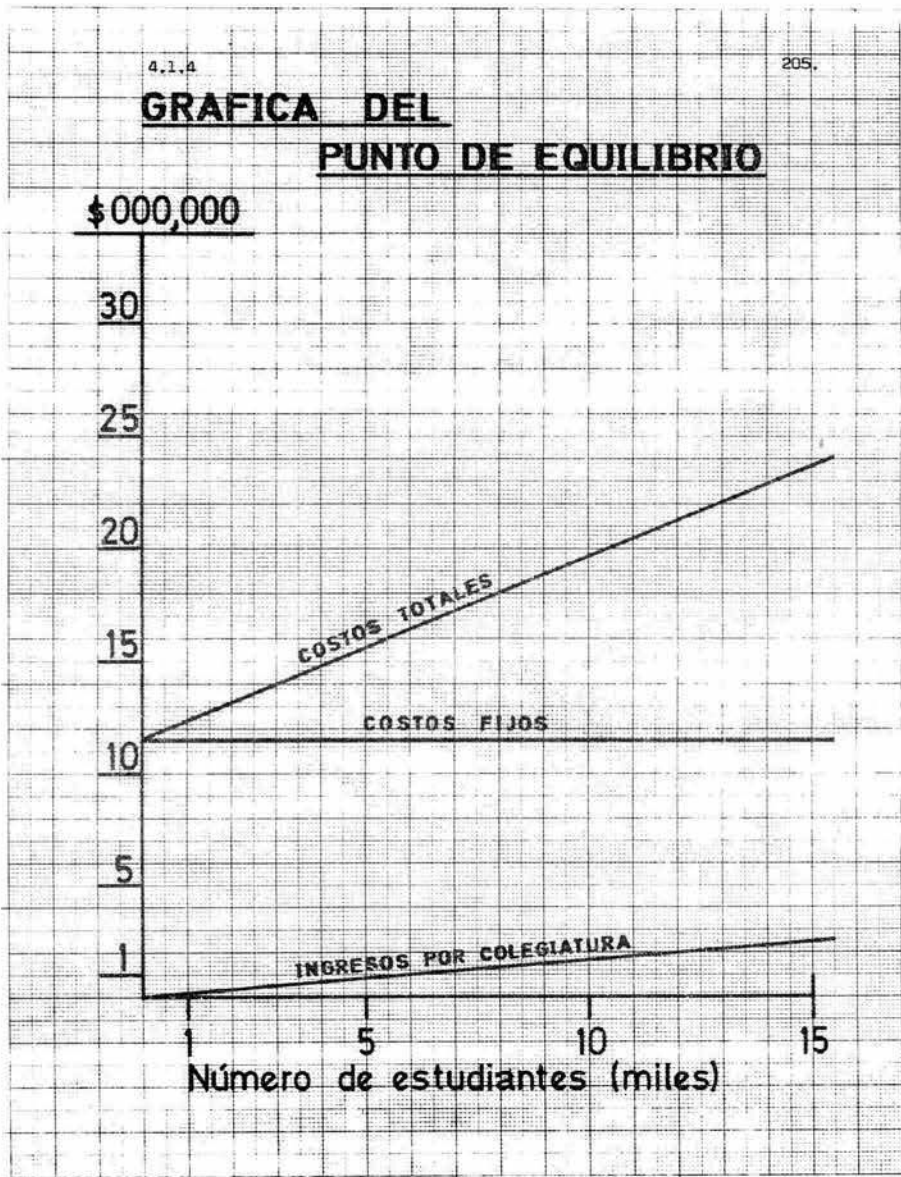 4.1.4
205.
GRAFICA DEL
PUNTO DE EQUILIBRIO
$000,000
30
25
20
COSTOS TOTALES
15
COSTOS FIJOS
10
5
INGRESOS POR COLEGIATURA
1
1 5 10 15
Número de estudiantes (miles)